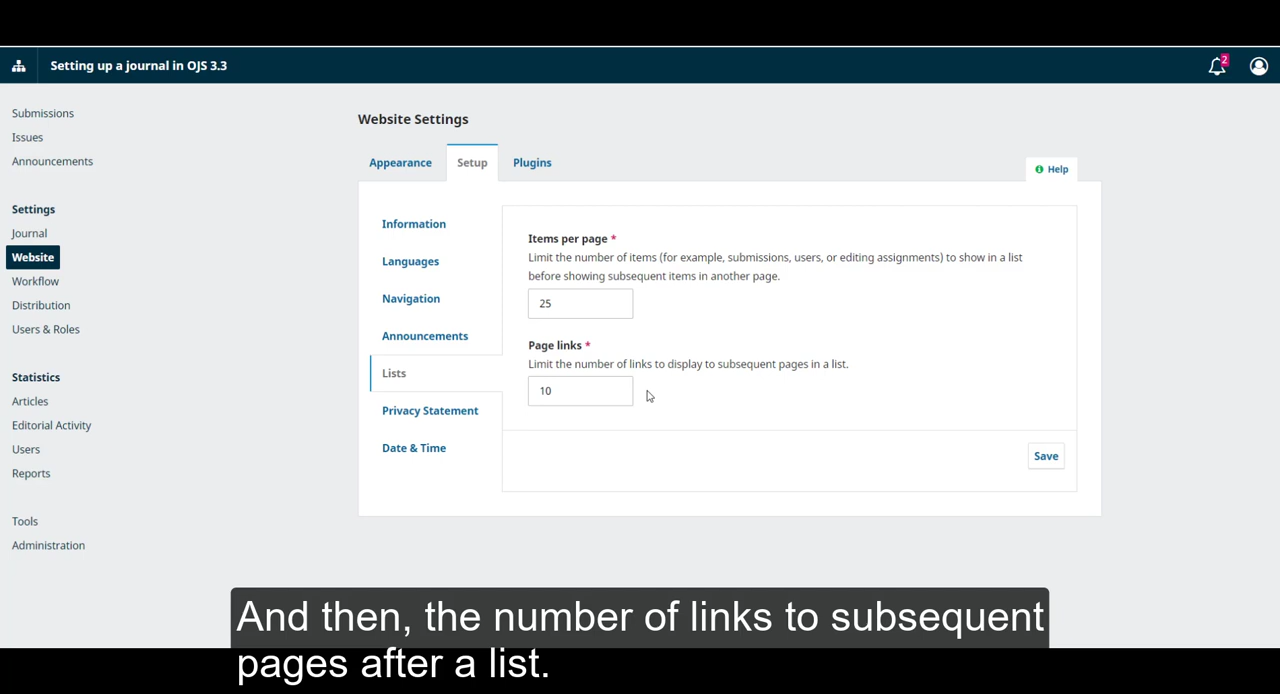 Setting up a journal in OJS 3.3
2
Submissions
Issues
Announcements
Settings
Journal
Website
Workflow
Distribution
Users & Roles
Statistics
Articles
Editorial Activity
Users
Reports
Tools
Administration
Website Settings
Appearance
Setup
Plugins
Help
Information
Languages
Navigation
Announcements
Lists
Privacy Statement
Date & Time
Items per page *
Limit the number of items (for example, submissions, users, or editing assignments) to show in a list
before showing subsequent items in another page.
25
Page links *
Limit the number of links to display to subsequent pages in a list.
10
Save
And then, the number of links to subsequent
pages after a list.